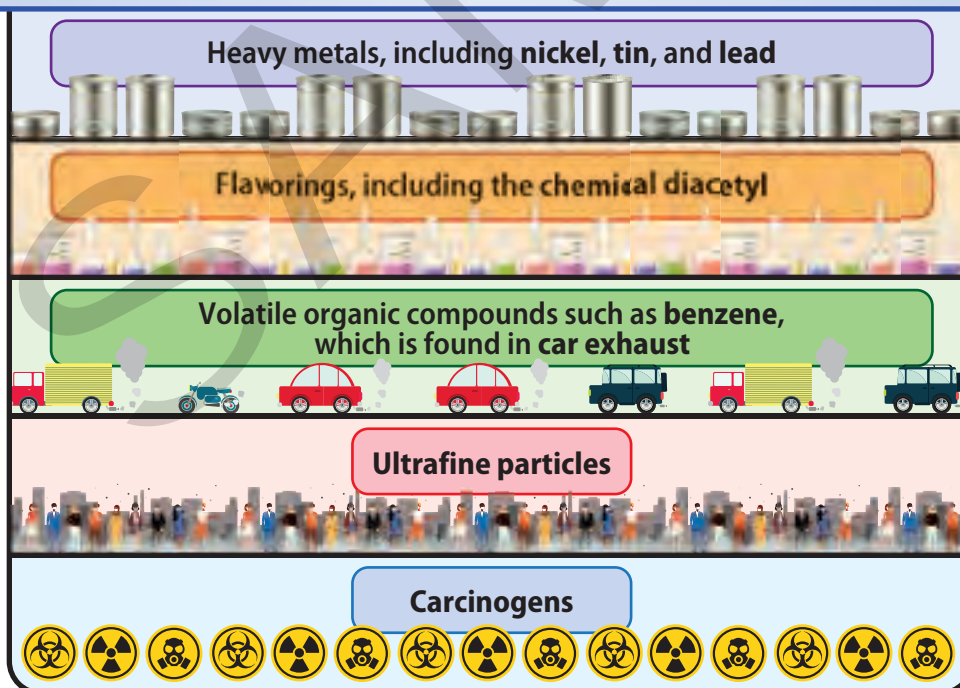 Heavy metals, including nickel, tin, and lead
Flavorings, including the chemical diacetyl
Volatile organic compounds such as benzene,
which is found in car exhaust
Ultrafine particles
Carcinogens